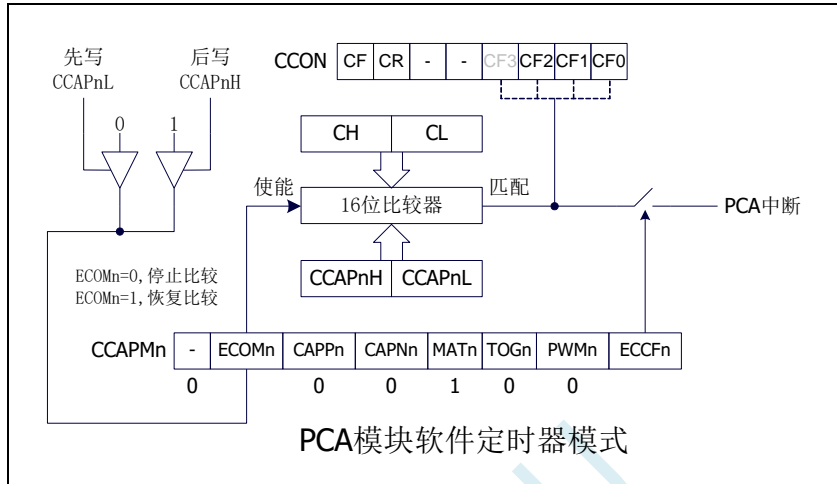 先写
CCAPnL
后写
CCAPnH
CCON CF CR - - CF3 CF2 CF1 CF0
0 1
CH CL
使能
16位比较器
匹配
PCA中断
CCAPnH CCAPnL
ECOMn=0,停止比较
ECOMn=1,恢复比较
CCAPMn - ECOMn CAPPn CAPNn MATn TOGn PWMn ECCFn
0 0 0 1 0 0
PCA模块软件定时器模式